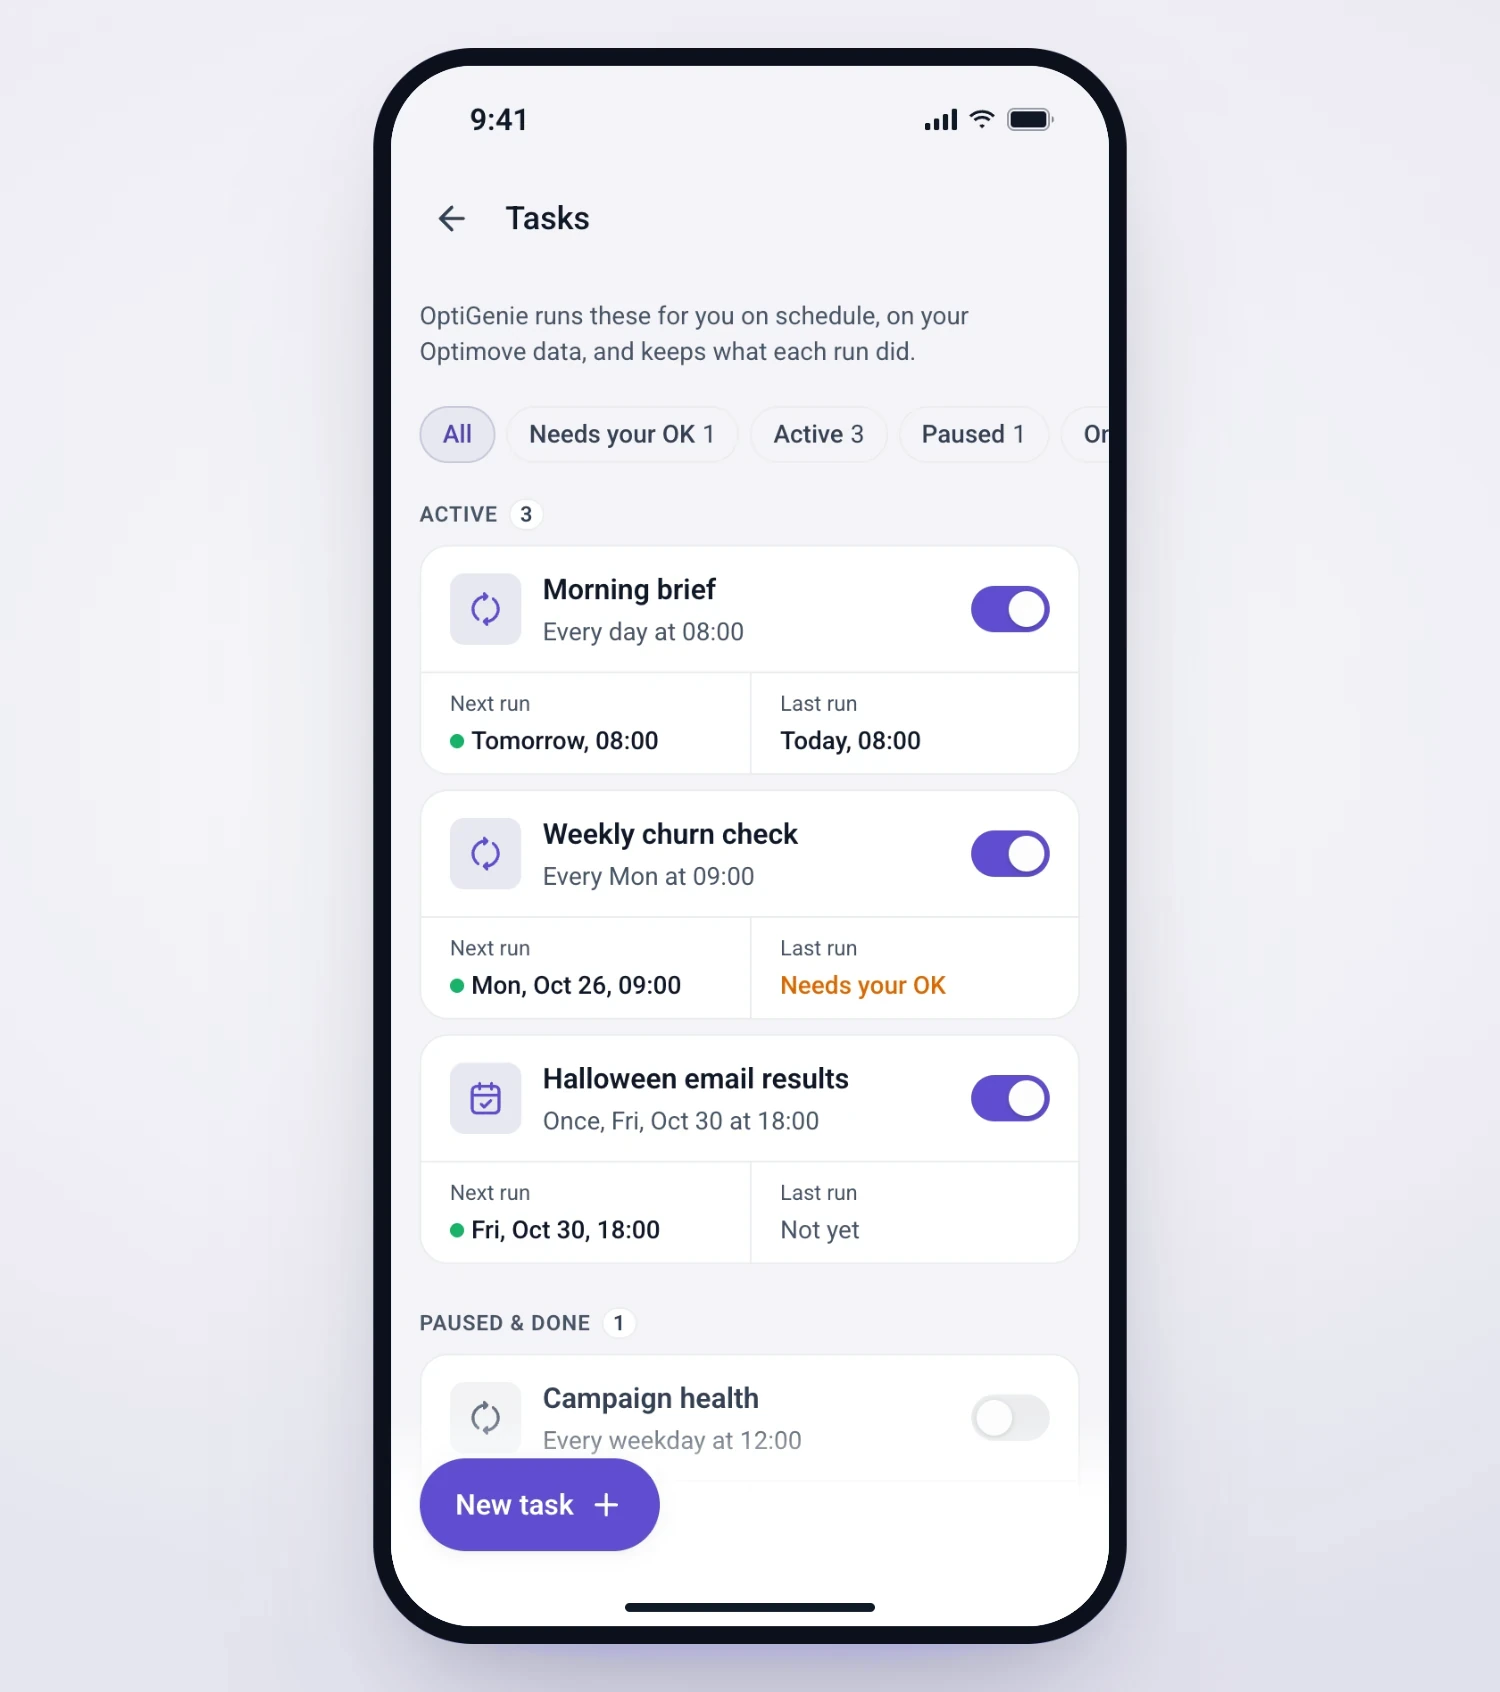 9:41
Tasks
OptiGenie runs these for you on schedule, on your
Optimove data, and keeps what each run did.
All
Needs your OK 1
Active 3
Paused 1
ACTIVE 3
Morning brief
Every day at 08:00
Next run
Last run
Tomorrow, 08:00
Today, 08:00
Weekly churn check
Every Mon at 09:00
Next run
Last run
Mon, Oct 26, 09:00
Needs your OK
Halloween email results
Once, Fri, Oct 30 at 18:00
Next run
Last run
Fri, Oct 30, 18:00
Not yet
PAUSED & DONE 1
Campaign health
Every weekday at 12:00
New task +